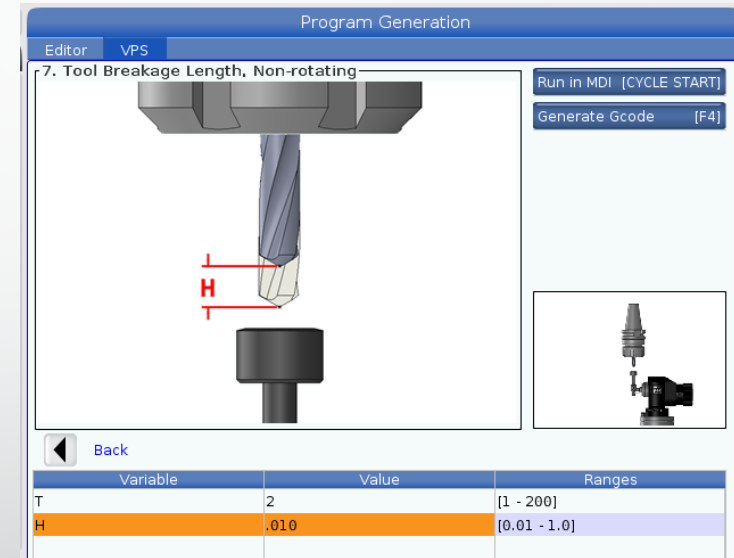 Program Generation
Editor VPS
7. Tool Breakage Length, Non-rotating
Run in MDI [CYCLE START]
Generate Gcode [F4]
H
Back
Variable Value Ranges
T 2 [1 - 200]
H .010 [0.01 - 1.0]